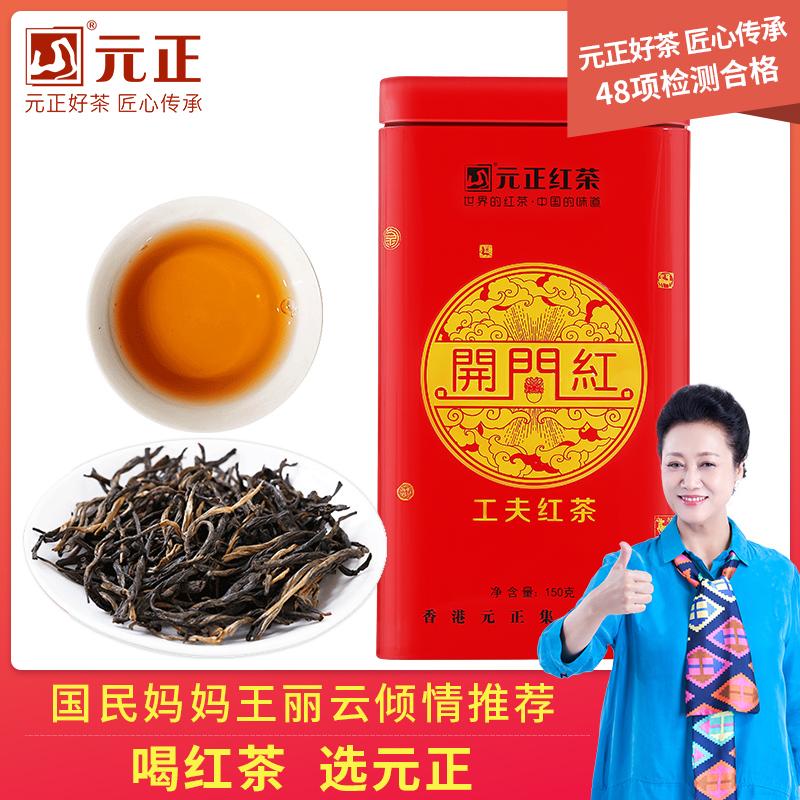 元正®
元正好茶 匠心传承
元正好茶 匠心传承
48项检测合格
元正红茶®
世界的红茶·中国的味道
開門紅
工夫红茶
净含量：150克
香港元正集
国民妈妈王丽云倾情推荐
喝红茶 选元正